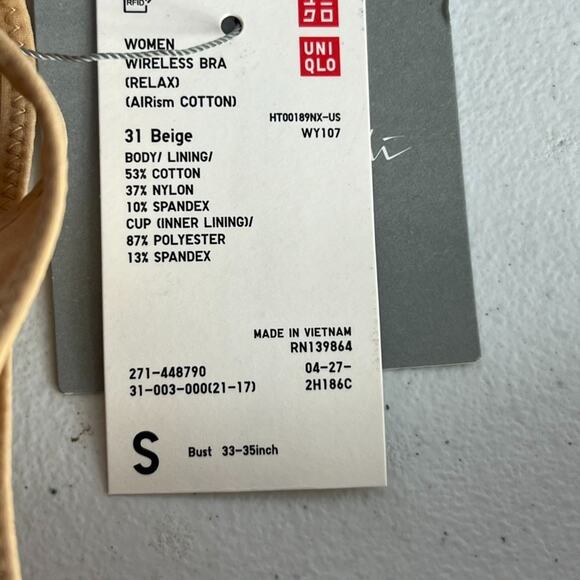 RFID
ユニ
クロ
UNI
QLO
WOMEN
WIRELESS BRA
(RELAX)
(AIRism COTTON)
HT00189NX-US
31 Beige
WY107
BODY/ LINING/
53% COTTON
37% NYLON
10% SPANDEX
CUP (INNER LINING)/
87% POLYESTER
13% SPANDEX
MADE IN VIETNAM
RN139864
271-448790
04-27-
31-003-000(21-17)
2H186C
S
Bust 33-35inch